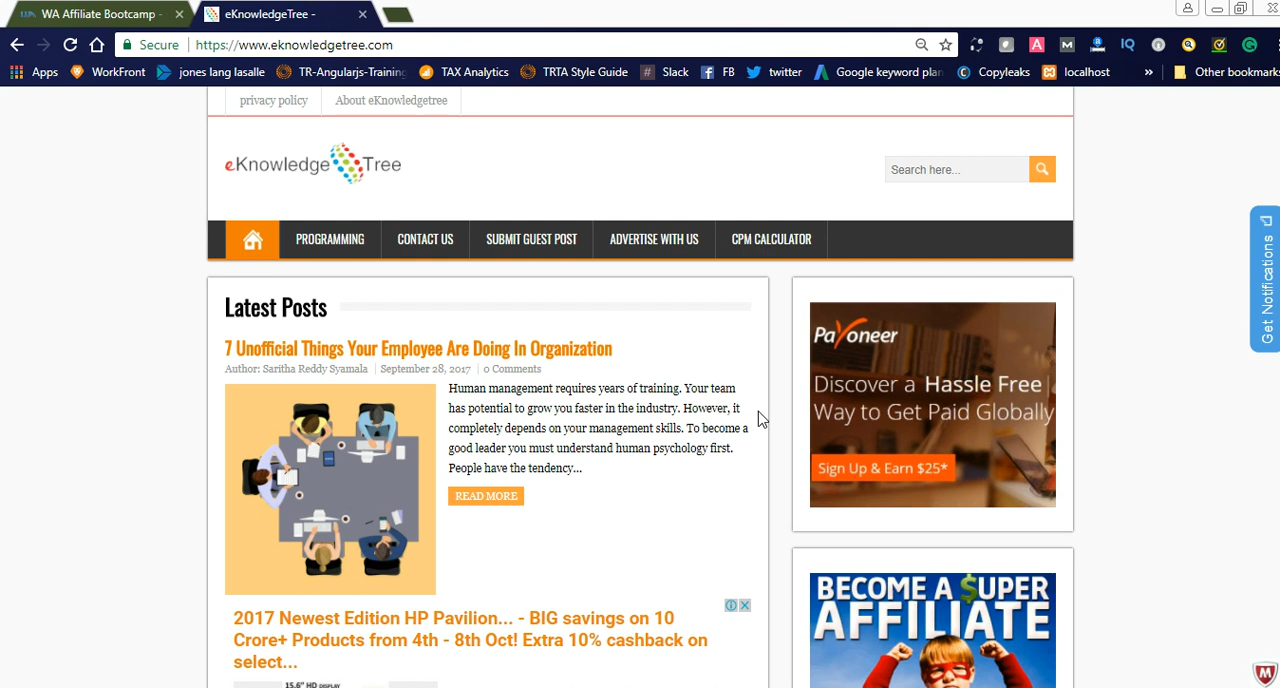 WA Affiliate Bootcamp -
eKnowledgeTree -
Secure
https://www.eknowledgetree.com
Apps
WorkFront
jones lang lasalle
TR-Angularjs-Training
TAX Analytics
TRTA Style Guide
Slack
FB
twitter
Google keyword plan
Copyleaks
localhost
»
Other bookmarks
privacy policy
About eKnowledgetree
eKnowledge Tree
Search here...
PROGRAMMING
CONTACT US
SUBMIT GUEST POST
ADVERTISE WITH US
CPM CALCULATOR
Get Notifications
Latest Posts
7 Unofficial Things Your Employee Are Doing In Organization
Author: Saritha Reddy Syamala
September 28, 2017
0 Comments
Human management requires years of training. Your team
has potential to grow you faster in the industry. However, it
completely depends on your management skills. To become a
good leader you must understand human psychology first.
People have the tendency...
READ MORE
2017 Newest Edition HP Pavilion... - BIG savings on 10
Crore+ Products from 4th - 8th Oct! Extra 10% cashback on
select...
15.6" HD DISPLAY
Payoneer
Discover a Hassle Free
Way to Get Paid Globally
Sign Up & Earn $25*
BECOME A $UPER
AFFILIATE